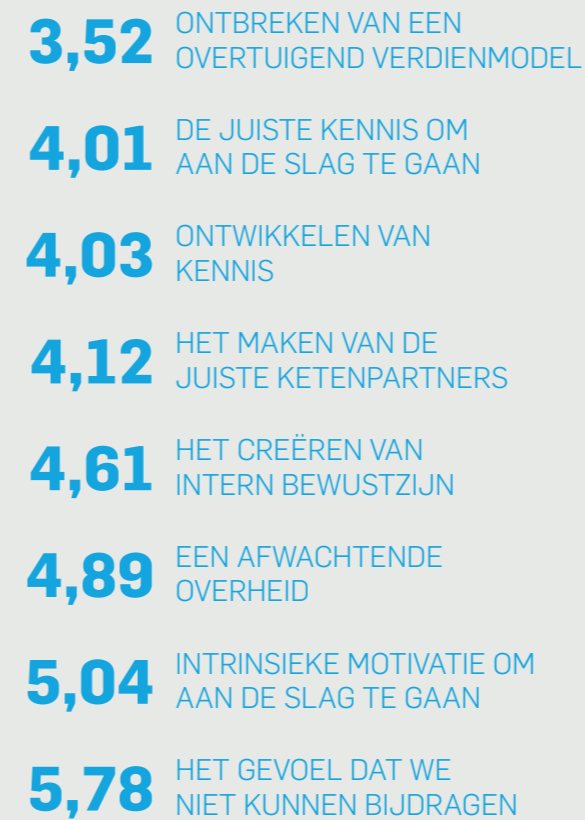 3,52 ONTBREKEN VAN EEN
OVERTUIGEND VERDIENMODEL
4,01 DE JUISTE KENNIS OM
AAN DE SLAG TE GAAN
4,03 ONTWIKKELEN VAN
KENNIS
4,12 HET MAKEN VAN DE
JUISTE KETENPARTNERS
4,61 HET CREËREN VAN
INTERN BEWUSTZIJN
4,89 EEN AFWACHTENDE
OVERHEID
5,04 INTRINSIEKE MOTIVATIE OM
AAN DE SLAG TE GAAN
5,78 HET GEVOEL DAT WE
NIET KUNNEN BIJDRAGEN